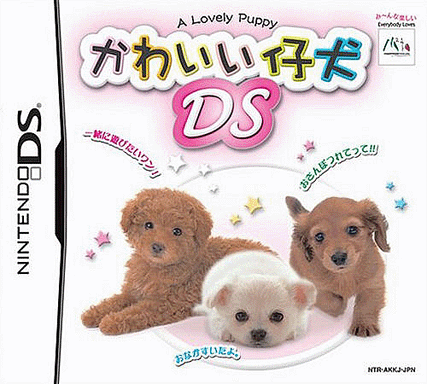 A Lovely Puppy
み〜んな楽しい
Everybody Loves
かわいい仔犬
DS
一緒に遊びたいワン!
おさんぽつれてって!!
おなかすいたよ。
NINTENDO DS
TM
NTR-AKKJ-JPN